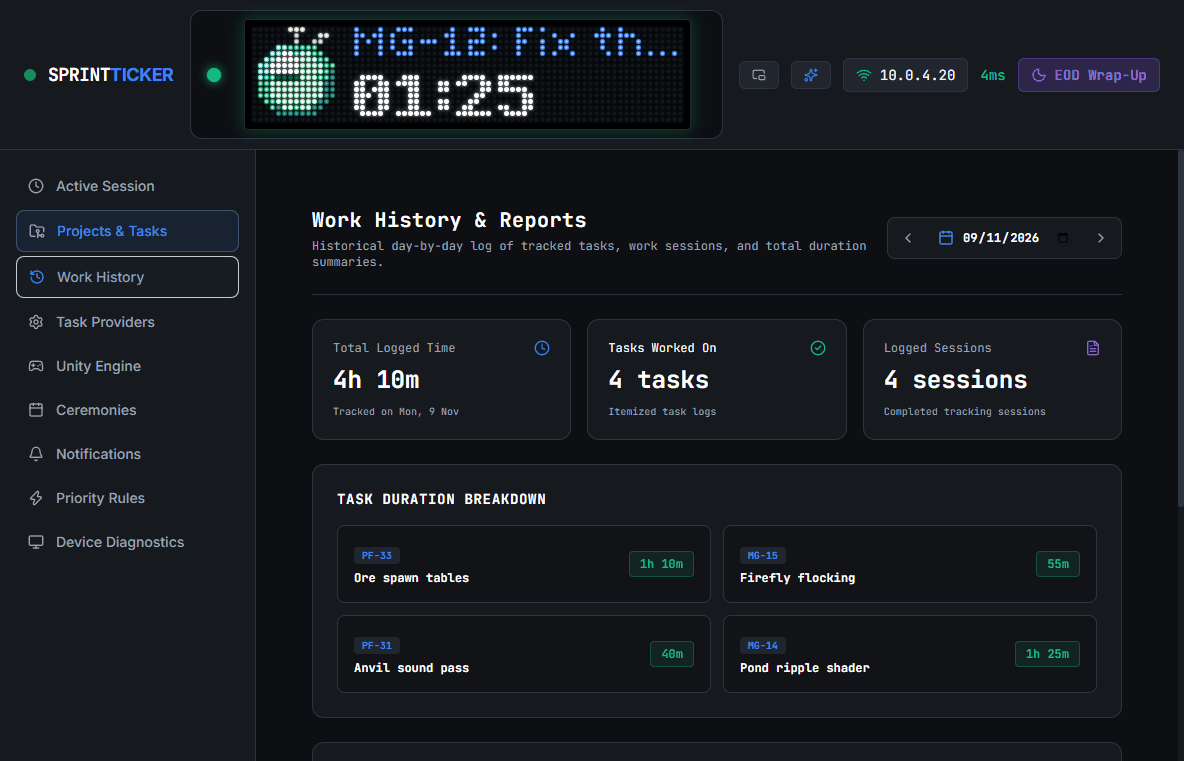 SPRINTTICKER
MG-12: Fix th...
01:25
10.0.4.20
4ms
EOD Wrap-Up
Active Session
Projects & Tasks
Work History
Task Providers
Unity Engine
Ceremonies
Notifications
Priority Rules
Device Diagnostics
Work History & Reports
Historical day-by-day log of tracked tasks, work sessions, and total duration
summaries.
09/11/2026
Total Logged Time
4h 10m
Tracked on Mon, 9 Nov
Tasks Worked On
4 tasks
Itemized task logs
Logged Sessions
4 sessions
Completed tracking sessions
TASK DURATION BREAKDOWN
PF-33
Ore spawn tables
1h 10m
MG-15
Firefly flocking
55m
PF-31
Anvil sound pass
40m
MG-14
Pond ripple shader
1h 25m